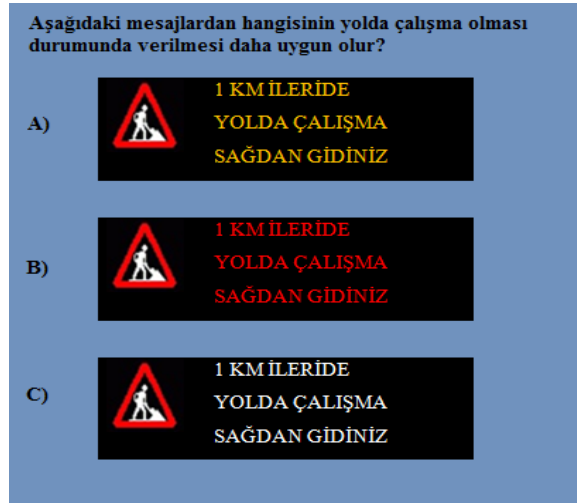 Aşağıdaki mesajlardan hangisinin yolda çalışma olması
durumunda verilmesi daha uygun olur?
A)
1 KM İLERİDE
YOLDA ÇALIŞMA
SAĞDAN GİDİNİZ
B)
1 KM İLERİDE
YOLDA ÇALIŞMA
SAĞDAN GİDİNİZ
C)
1 KM İLERİDE
YOLDA ÇALIŞMA
SAĞDAN GİDİNİZ